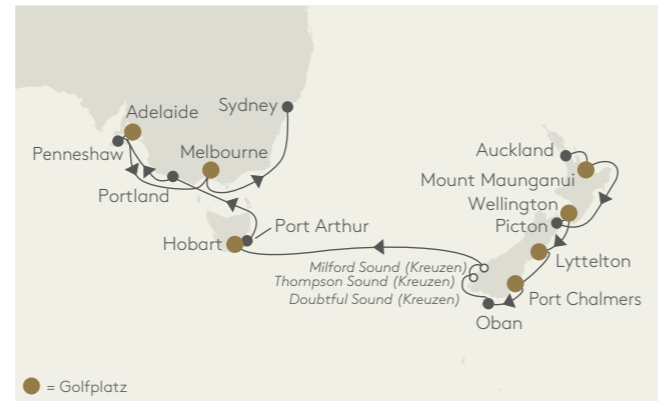 Sydney
Adelaide
Penneshaw
Melbourne
Portland
Port Arthur
Hobart
Auckland
Mount Maunganui
Wellington
Picton
Lyttelton
Milford Sound (Kreuzen)
Thompson Sound (Kreuzen)
Doubtful Sound (Kreuzen)
Port Chalmers
Oban
= Golfplatz